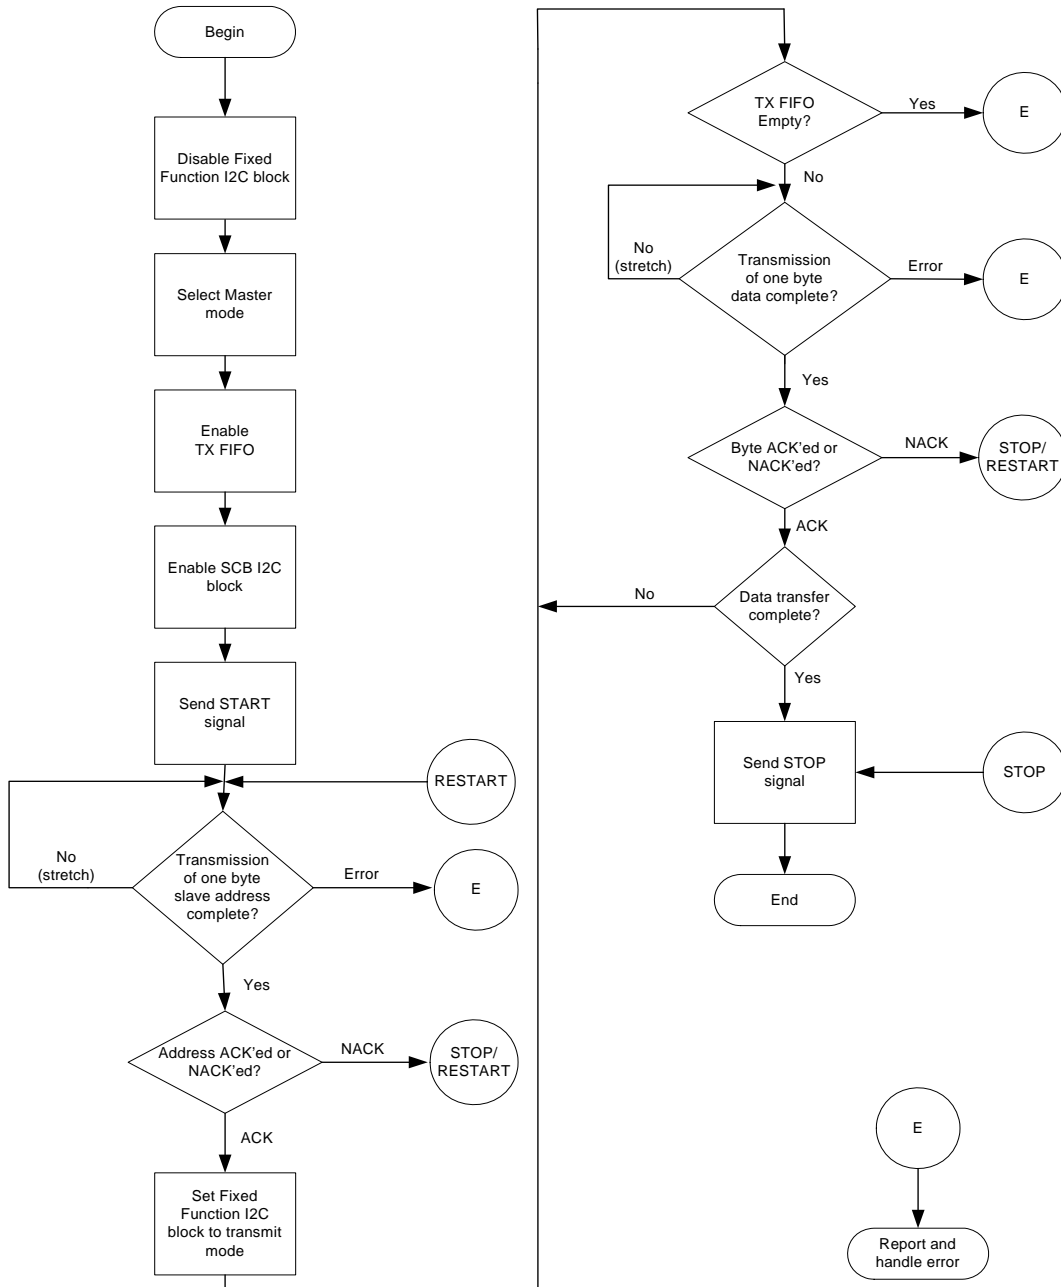 Begin
Disable Fixed
Function I2C block
Select Master
mode
Enable
TX FIFO
Enable SCB I2C
block
Send START
signal
RESTART
No
(stretch)
Transmission
of one byte
slave address
complete?
Error
E
Yes
Address ACK'ed or
NACK'ed?
NACK
STOP/
RESTART
ACK
Set Fixed
Function I2C
block to transmit
mode
TX FIFO
Empty?
Yes
E
No
No
(stretch)
Transmission
of one byte
data complete?
Error
E
Yes
Byte ACK'ed or
NACK'ed?
NACK
STOP/
RESTART
ACK
No
Data transfer
complete?
Yes
Send STOP
signal
STOP
End
E
Report and
handle error